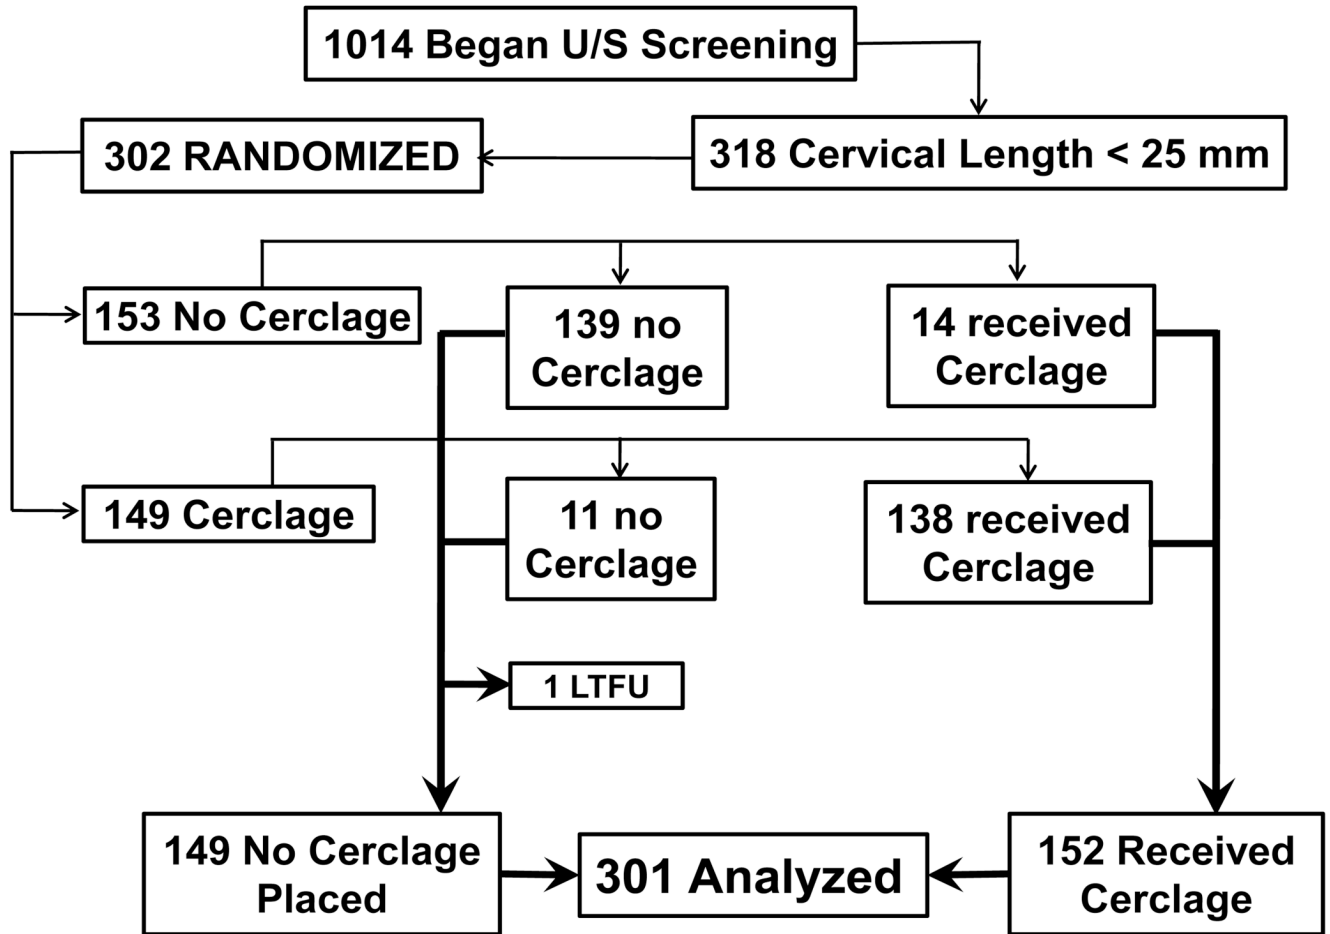 1014 Began U/S Screening
302 RANDOMIZED
318 Cervical Length < 25 mm
153 No Cerclage
139 no
Cerclage
14 received
Cerclage
149 Cerclage
11 no
Cerclage
138 received
Cerclage
1 LTFU
149 No Cerclage
Placed
301 Analyzed
152 Received
Cerclage